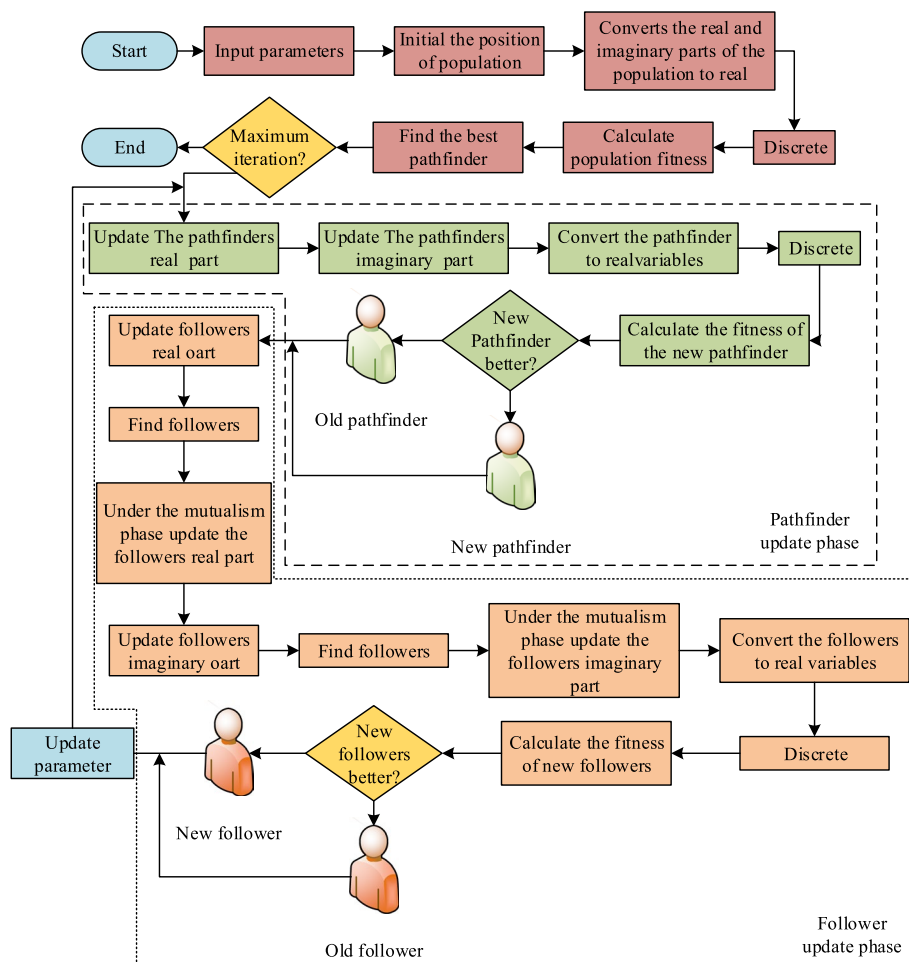 Start
Input parameters
Initial the position
of population
Converts the real and
imaginary parts of the
population to real
End
Maximum
iteration?
Find the best
pathfinder
Calculate
population fitness
Discrete
Update The pathfinders
real part
Update The pathfinders
imaginary part
Convert the pathfinder
to realvariables
Discrete
Update followers
real oart
New
Pathfinder
better?
Calculate the fitness of
the new pathfinder
Old pathfinder
Find followers
Under the mutualism
phase update the
followers real part
New pathfinder
Pathfinder
update phase
Update followers
imaginary oart
Find followers
Under the mutualism
phase update the
followers imaginary
part
Convert the followers
to real variables
Update
parameter
New
followers
better?
Calculate the fitness
of new followers
Discrete
New follower
Old follower
Follower
update phase